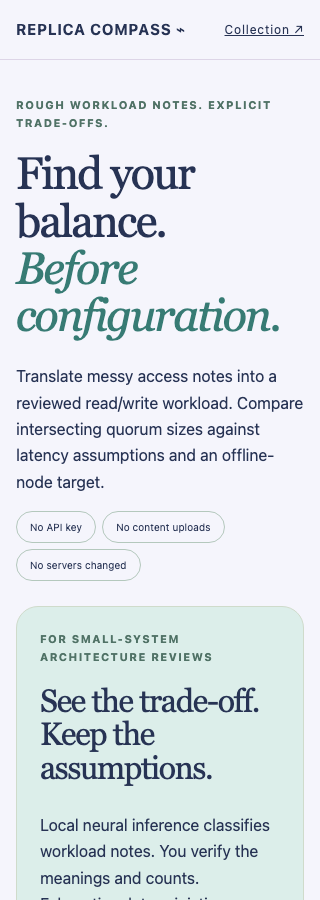 REPLICA COMPASS ⌁
Collection ↗
ROUGH WORKLOAD NOTES. EXPLICIT
TRADE-OFFS.
Find your
balance.
Before
configuration.
Translate messy access notes into a
reviewed read/write workload. Compare
intersecting quorum sizes against
latency assumptions and an offline-
node target.
No API key
No content uploads
No servers changed
FOR SMALL-SYSTEM
ARCHITECTURE REVIEWS
See the trade-off.
Keep the
assumptions.
Local neural inference classifies
workload notes. You verify the
meanings and counts.